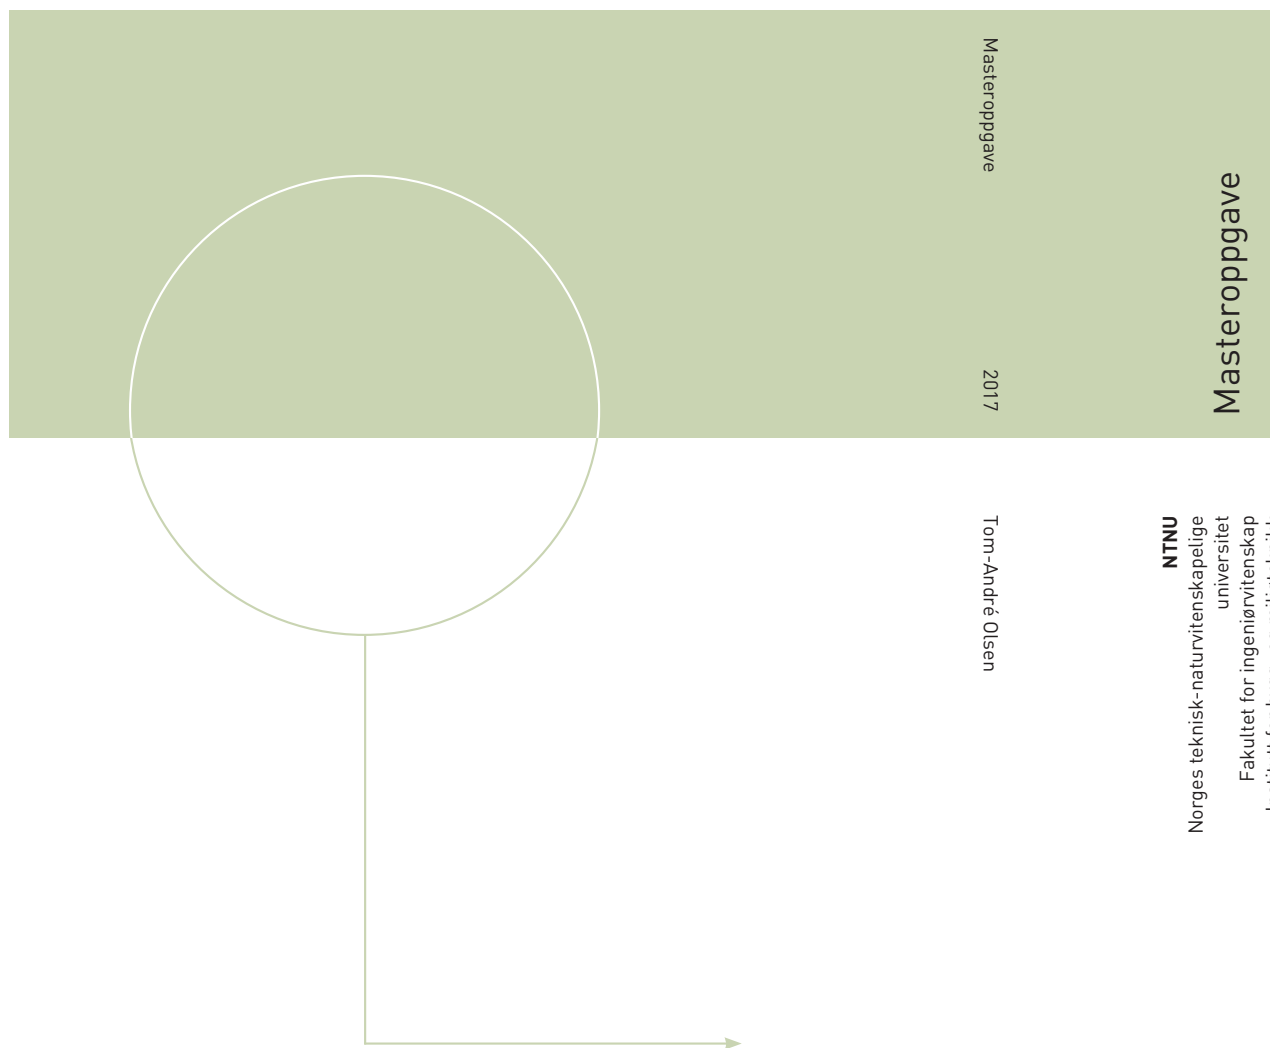 Masteroppgave
2017
Tom-André Olsen
Masteroppgave
NTNU
Norges teknisk-naturvitenskapelige
universitet
Fakultet for ingeniørvitenskap